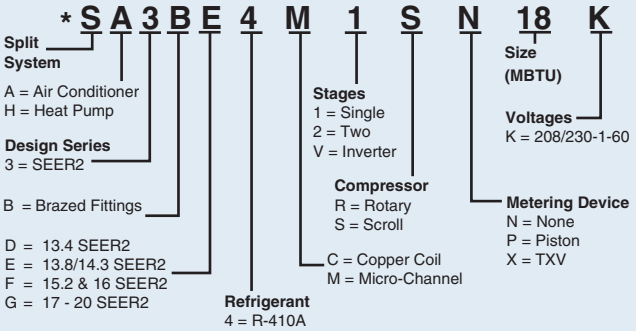 * S A 3 B E 4 M 1 S N 18 K
Split
System
A = Air Conditioner
H = Heat Pump
Design Series
3 = SEER2
B = Brazed Fittings
D = 13.4 SEER2
E = 13.8/14.3 SEER2
F = 15.2 & 16 SEER2
G = 17 - 20 SEER2
Refrigerant
4 = R-410A
C = Copper Coil
M = Micro-Channel
Stages
1 = Single
2 = Two
V = Inverter
Compressor
R = Rotary
S = Scroll
Metering Device
N = None
P = Piston
X = TXV
Size
(MBTU)
Voltages
K = 208/230-1-60